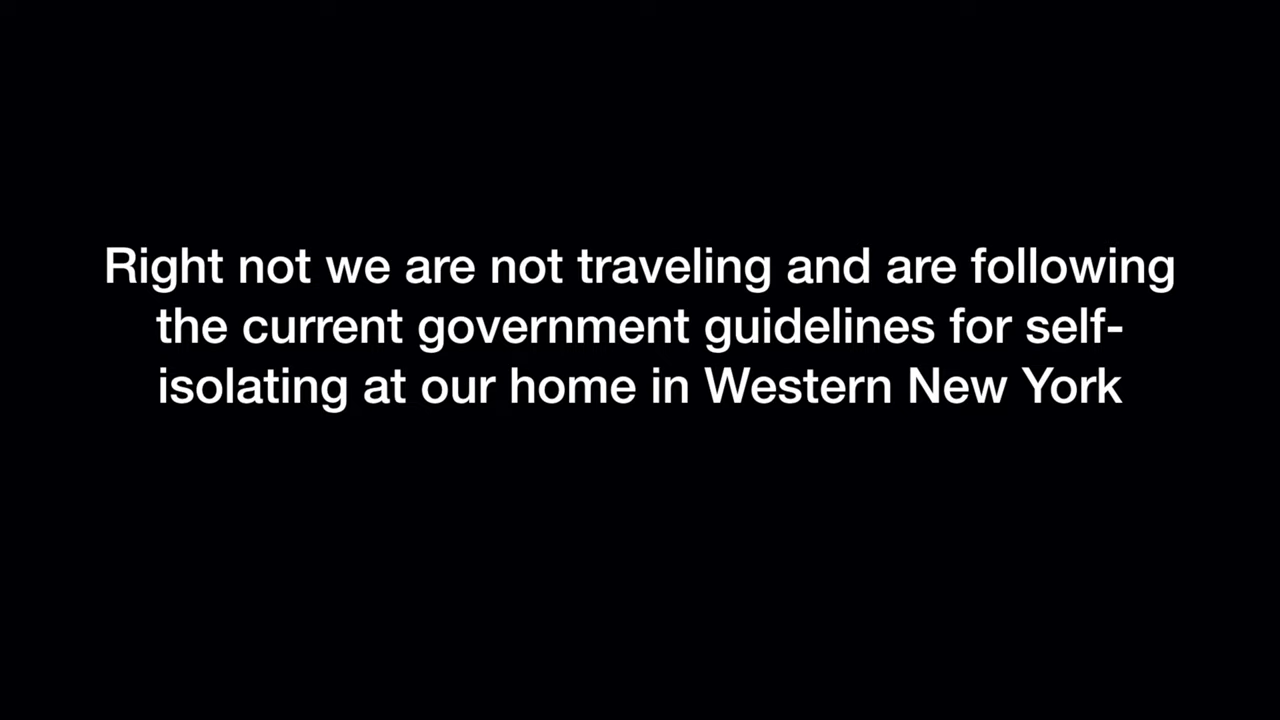 Right not we are not traveling and are following
the current government guidelines for self-
isolating at our home in Western New York